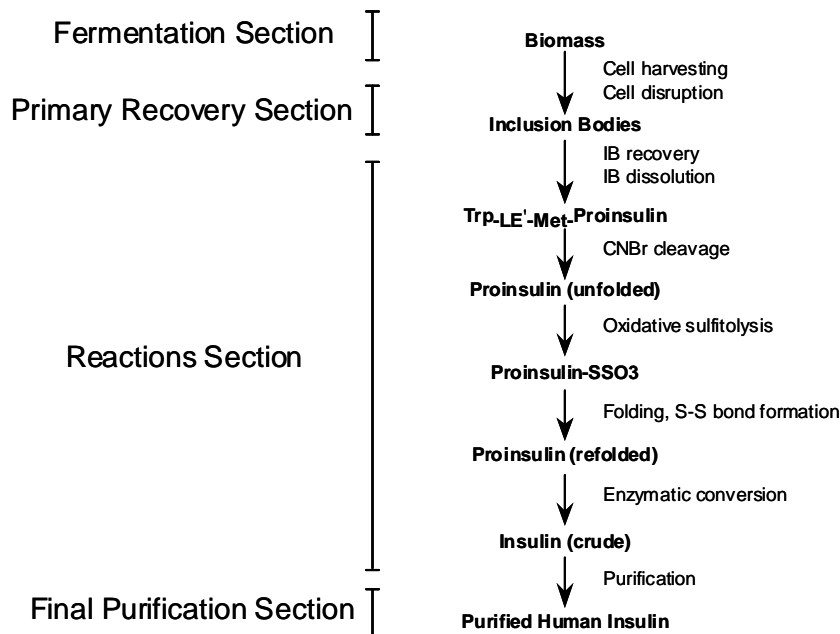 Fermentation Section
Biomass
Cell harvesting
Cell disruption
Primary Recovery Section
Inclusion Bodies
IB recovery
IB dissolution
Trp-LE'-Met-Proinsulin
CNBr cleavage
Proinsulin (unfolded)
Oxidative sulfitolysis
Reactions Section
Proinsulin-SSO3
Folding, S-S bond formation
Proinsulin (refolded)
Enzymatic conversion
Insulin (crude)
Purification
Final Purification Section
Purified Human Insulin